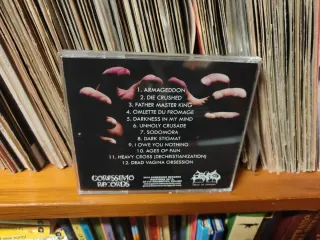 1. ARMAGEDDON
2. DIE CRUSHED
3. FATHER MASTER KING
4. OMLETTE DU FROMAGE
5. DARKNESS IN MY MIND
6. UNHOLY CRUSADE
7. SODOMORA
8. DARK STIGMAT
9. I OWE YOU NOTHING
10. AGES OF PAIN
11. HEAVY CROSS (DECHRISTIANIZATION)
12. DEAD VAGINA OBSESSION
RECORDS